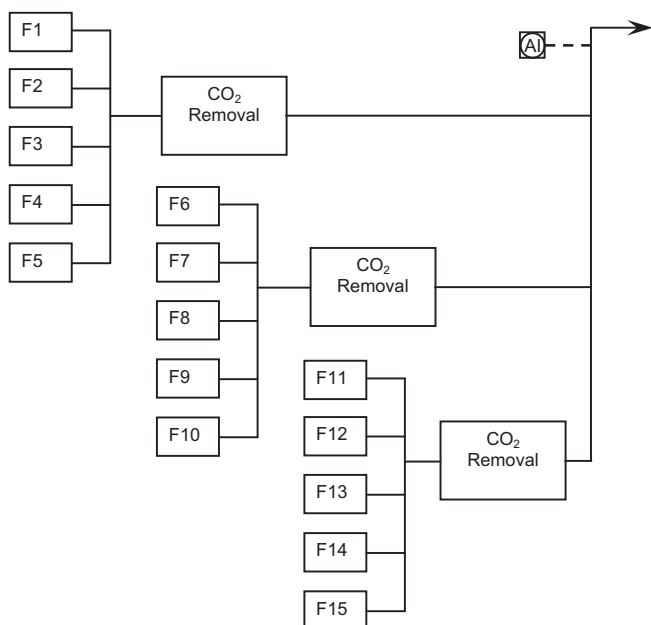 F1
F2
F3
F4
F5
CO₂
Removal
AI
F6
F7
F8
F9
F10
CO₂
Removal
F11
F12
F13
F14
F15
CO₂
Removal